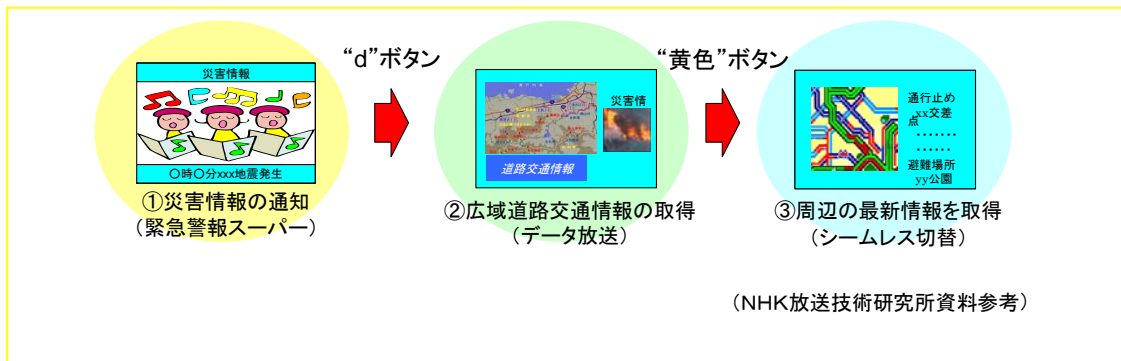 “d”ボタン
“黄色”ボタン
災害情報
〇時〇分xxx地震発生
①災害情報の通知
（緊急警報スーパー）
災害情
道路交通情報
②広域道路交通情報の取得
（データ放送）
通行止め
xx交差
点
・・・・・・・
・・・・・・
避難場所
yy公園
③周辺の最新情報を取得
（シームレス切替）
（NHK放送技術研究所資料参考）